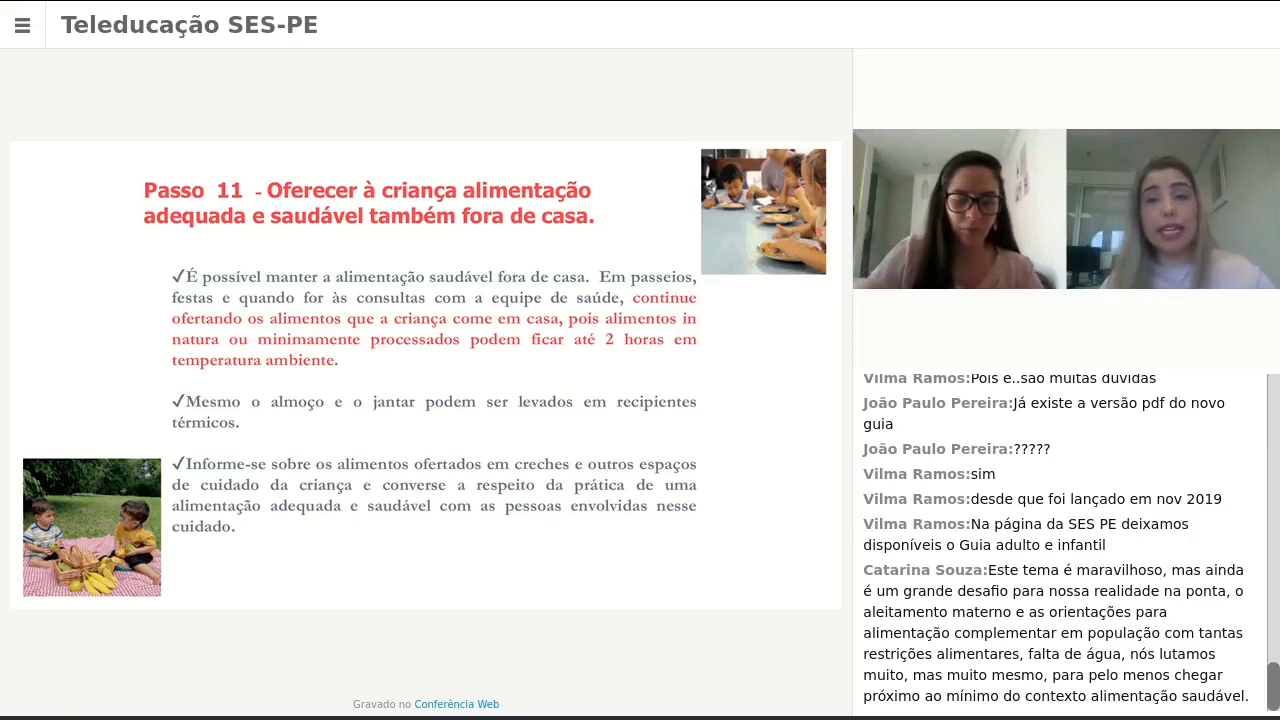 Teleducação SES-PE
Passo 11 - Oferecer à criança alimentação
adequada e saudável também fora de casa.
✓É possível manter a alimentação saudável fora de casa. Em passeios,
festas e quando for às consultas com a equipe de saúde, continue
ofertando os alimentos que a criança come em casa, pois alimentos in
natura ou minimamente processados podem ficar até 2 horas em
temperatura ambiente.
✓Mesmo o almoço e o jantar podem ser levados em recipientes
térmicos.
✓Informe-se sobre os alimentos ofertados em creches e outros espaços
de cuidado da criança e converse a respeito da prática de uma
alimentação adequada e saudável com as pessoas envolvidas nesse
cuidado.
Gravado no Conferência Web
Vilma Ramos:Pois é..são muitas dúvidas
João Paulo Pereira:Já existe a versão pdf do novo
guia
João Paulo Pereira:?????
Vilma Ramos:sim
Vilma Ramos:desde que foi lançado em nov 2019
Vilma Ramos:Na página da SES PE deixamos
disponíveis o Guia adulto e infantil
Catarina Souza:Este tema é maravilhoso, mas ainda
é um grande desafio para nossa realidade na ponta, o
aleitamento materno e as orientações para
alimentação complementar em população com tantas
restrições alimentares, falta de água, nós lutamos
muito, mas muito mesmo, para pelo menos chegar
próximo ao mínimo do contexto alimentação saudável.